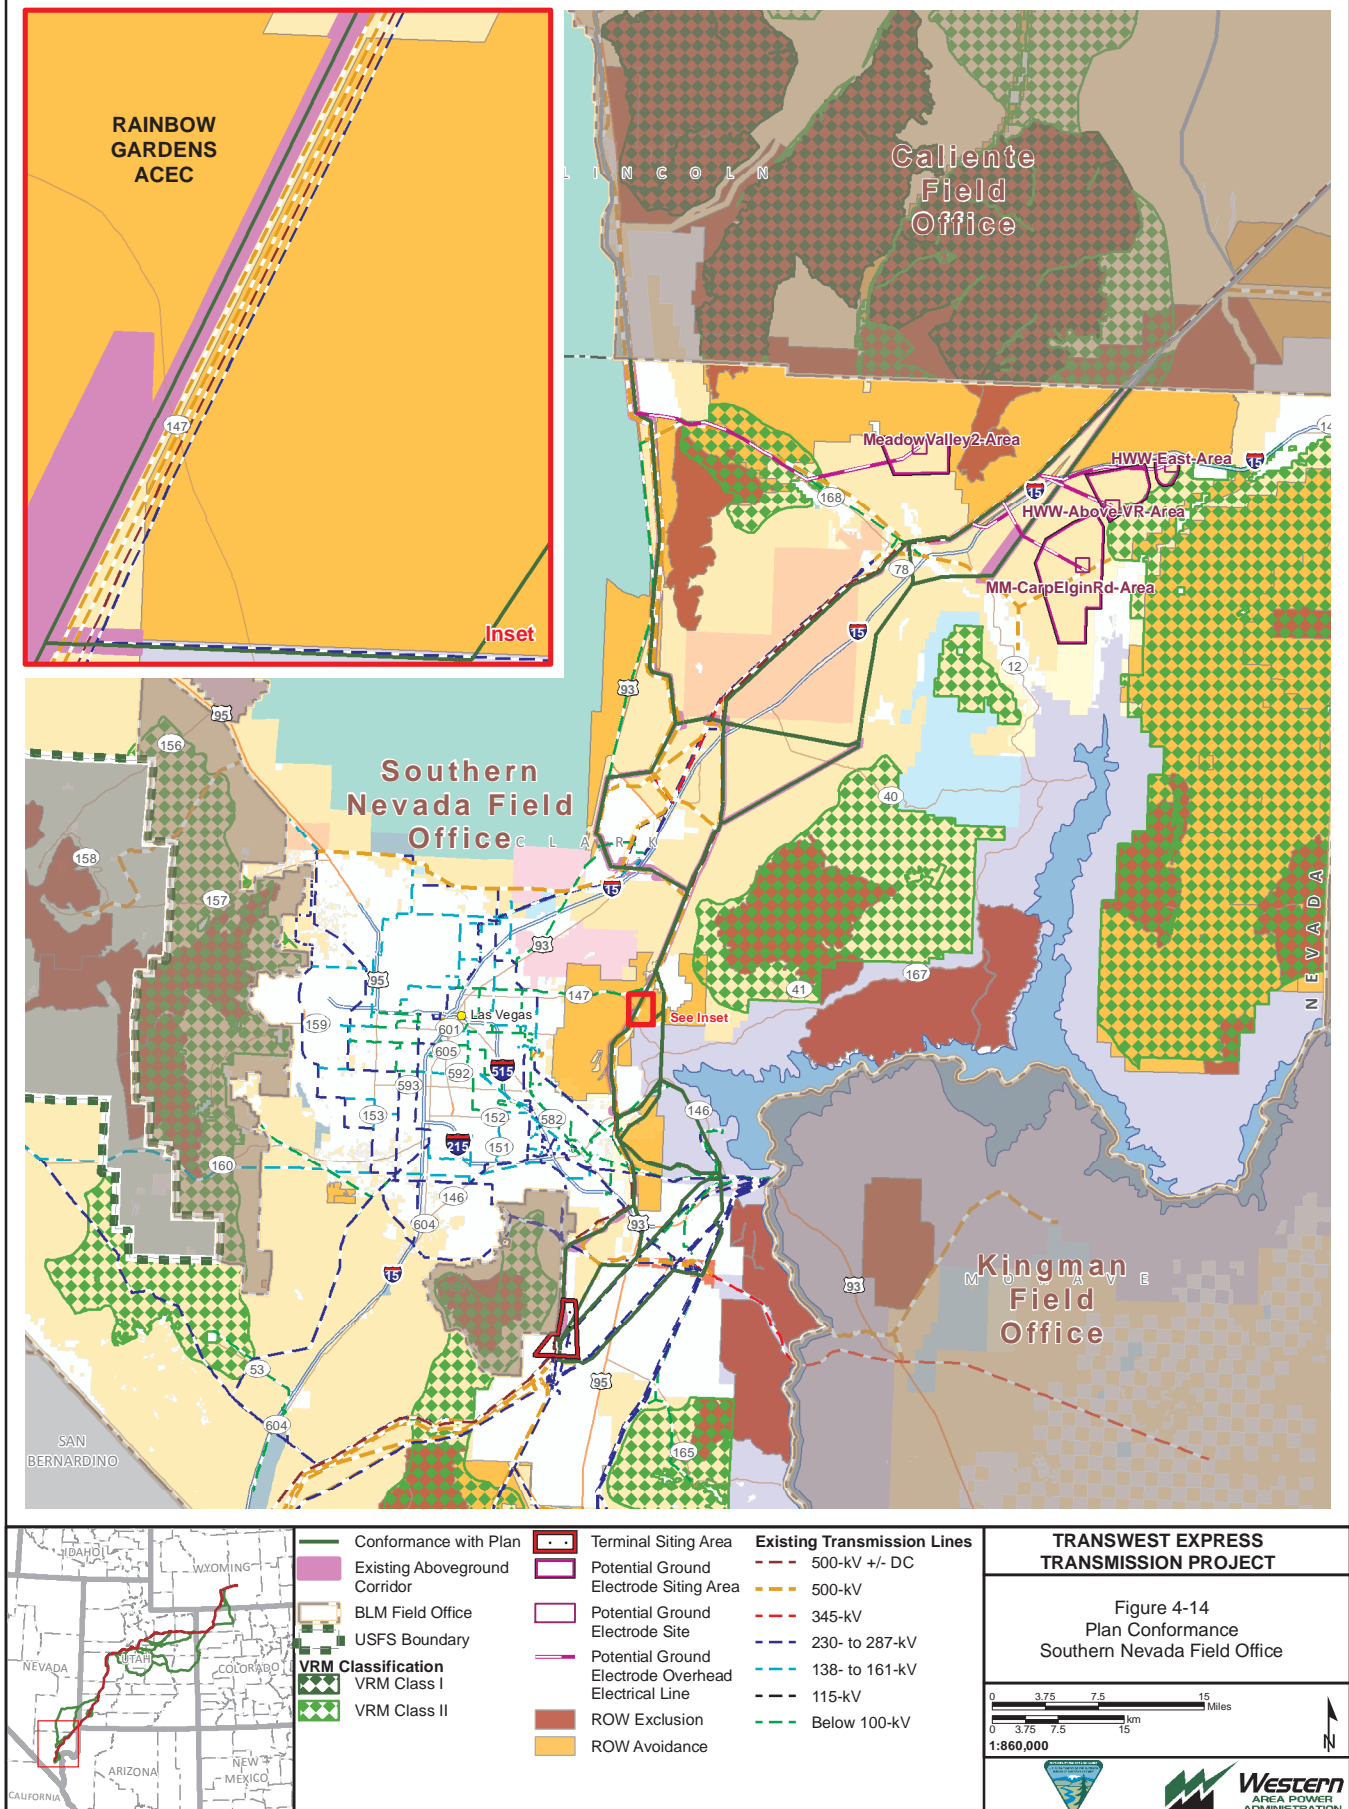 RAINBOW
GARDENS
ACEC
147
Inset
LINCOLN
Caliente
Field
Office
MeadowValley2-Area
HWW-East-Area
15
14
168
15
HWW-Above-VR-Area
78
MM-CarpElginRd-Area
15
12
93
95
156
Southern
Nevada Field
Office
CLARK
40
158
157
15
93
95
147
See Inset
41
167
NEVADA
159
Las Vegas
601
605
592
515
593
153
152
582
151
215
146
160
146
604
93
15
93
Kingman
Field
Office
MOHAVE
53
95
604
165
SAN
BERNARDINO
IDAHO
WYOMING
NEVADA
UTAH
COLORADO
ARIZONA
NEW
MEXICO
CALIFORNIA
Conformance with Plan
Existing Aboveground
Corridor
BLM Field Office
USFS Boundary
VRM Classification
VRM Class I
VRM Class II
Terminal Siting Area
Potential Ground
Electrode Siting Area
Potential Ground
Electrode Site
Potential Ground
Electrode Overhead
Electrical Line
ROW Exclusion
ROW Avoidance
Existing Transmission Lines
500-kV +/- DC
500-kV
345-kV
230- to 287-kV
138- to 161-kV
115-kV
Below 100-kV
TRANSWEST EXPRESS
TRANSMISSION PROJECT
Figure 4-14
Plan Conformance
Southern Nevada Field Office
0 3.75 7.5 15
Miles
km
0 3.75 7.5 15
1:860,000
N
Western
AREA POWER
ADMINISTRATION